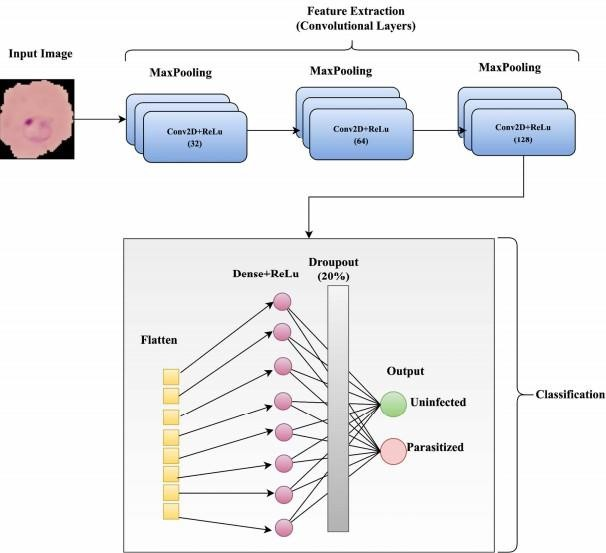 Feature Extraction
(Convolutional Layers)
Input Image
MaxPooling
MaxPooling
MaxPooling
Conv2D+ReLu
(32)
Conv2D+ReLu
(64)
Conv2D+ReLu
(128)
Droupout
(20%)
Dense+ReLu
Flatten
Output
Uninfected
Parasitized
Classification